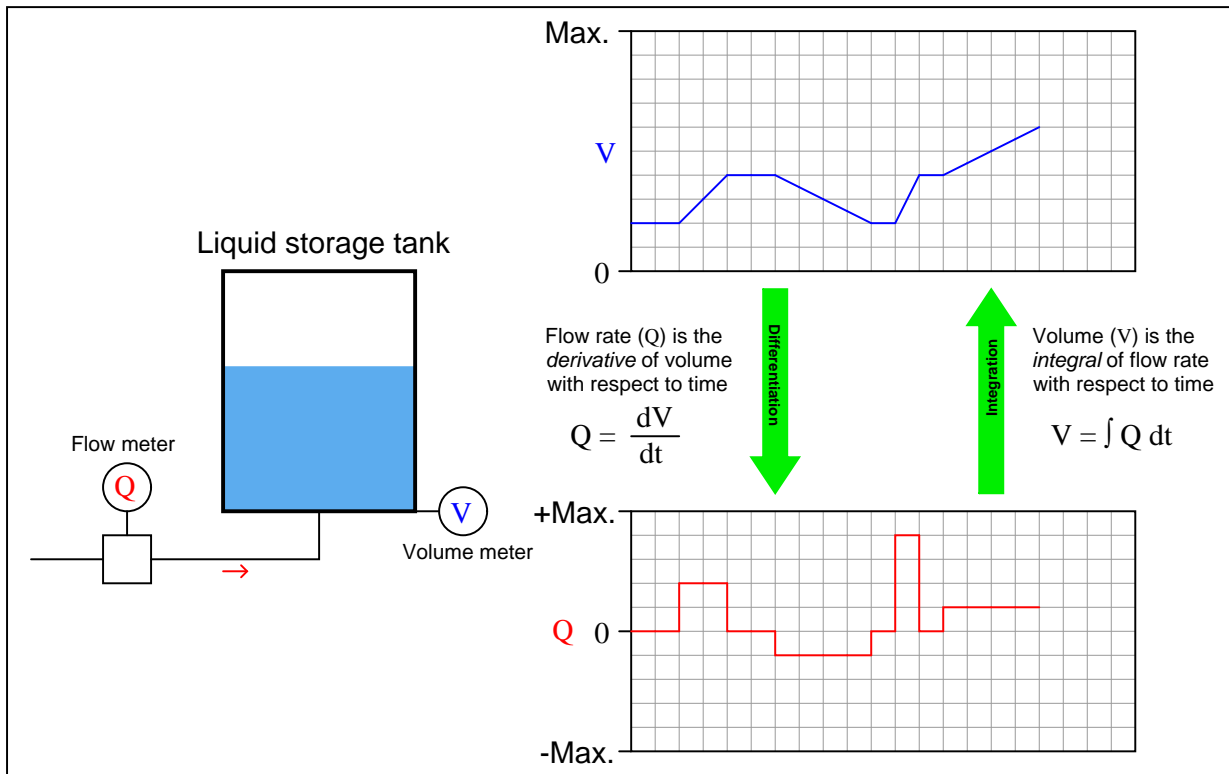 Max.
V
0
Liquid storage tank
Flow meter
Q
V
Volume meter
Flow rate (Q) is the
derivative of volume
with respect to time
Q = dV
dt
Differentiation
Integration
Volume (V) is the
integral of flow rate
with respect to time
V = ∫ Q dt
+Max.
Q 0
-Max.